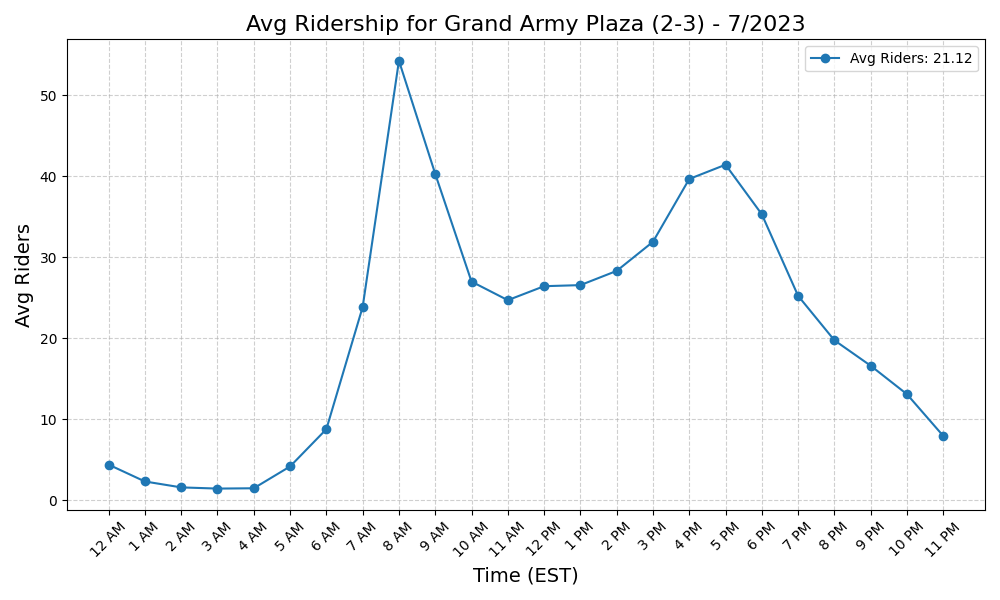 Avg Ridership for Grand Army Plaza (2-3) - 7/2023
Avg Riders: 21.12
Avg Riders
50
40
30
20
10
0
12 AM
1 AM
2 AM
3 AM
4 AM
5 AM
6 AM
7 AM
8 AM
9 AM
10 AM
11 AM
12 PM
1 PM
2 PM
3 PM
4 PM
5 PM
6 PM
7 PM
8 PM
9 PM
10 PM
11 PM
Time (EST)